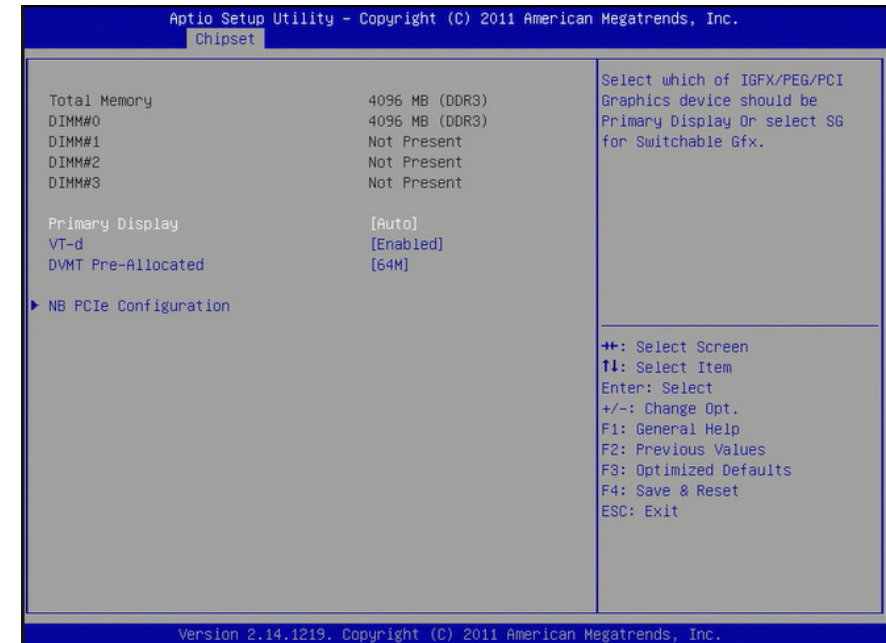 Aptio Setup Utility – Copyright (C) 2011 American Megatrends, Inc.
Chipset
Total Memory 4096 MB (DDR3)
DIMM#0 4096 MB (DDR3)
DIMM#1 Not Present
DIMM#2 Not Present
DIMM#3 Not Present
Primary Display [Auto]
VT-d [Enabled]
DVMT Pre-Allocated [64M]
NB PCIe Configuration
Select which of IGFX/PEG/PCI
Graphics device should be
Primary Display Or select SG
for Switchable Gfx.
→←: Select Screen
↑↓: Select Item
Enter: Select
+/-: Change Opt.
F1: General Help
F2: Previous Values
F3: Optimized Defaults
F4: Save & Reset
ESC: Exit
Version 2.14.1219. Copyright (C) 2011 American Megatrends, Inc.